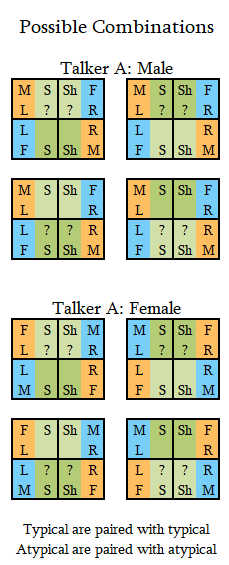 Possible Combinations
Talker A: Male
M S Sh F
L ? ? R
L R
F S Sh M
M S Sh F
L ? ? R
L R
F S Sh M
M S Sh F
L R
L ? ? R
F S Sh M
M S Sh F
L R
L ? ? R
F S Sh M
Talker A: Female
F S Sh M
L ? ? R
L R
M S Sh F
M S Sh F
L ? ? R
L R
F S Sh M
F S Sh M
L R
L ? ? R
M S Sh F
M S Sh F
L R
L ? ? R
F S Sh M
Typical are paired with typical
Atypical are paired with atypical